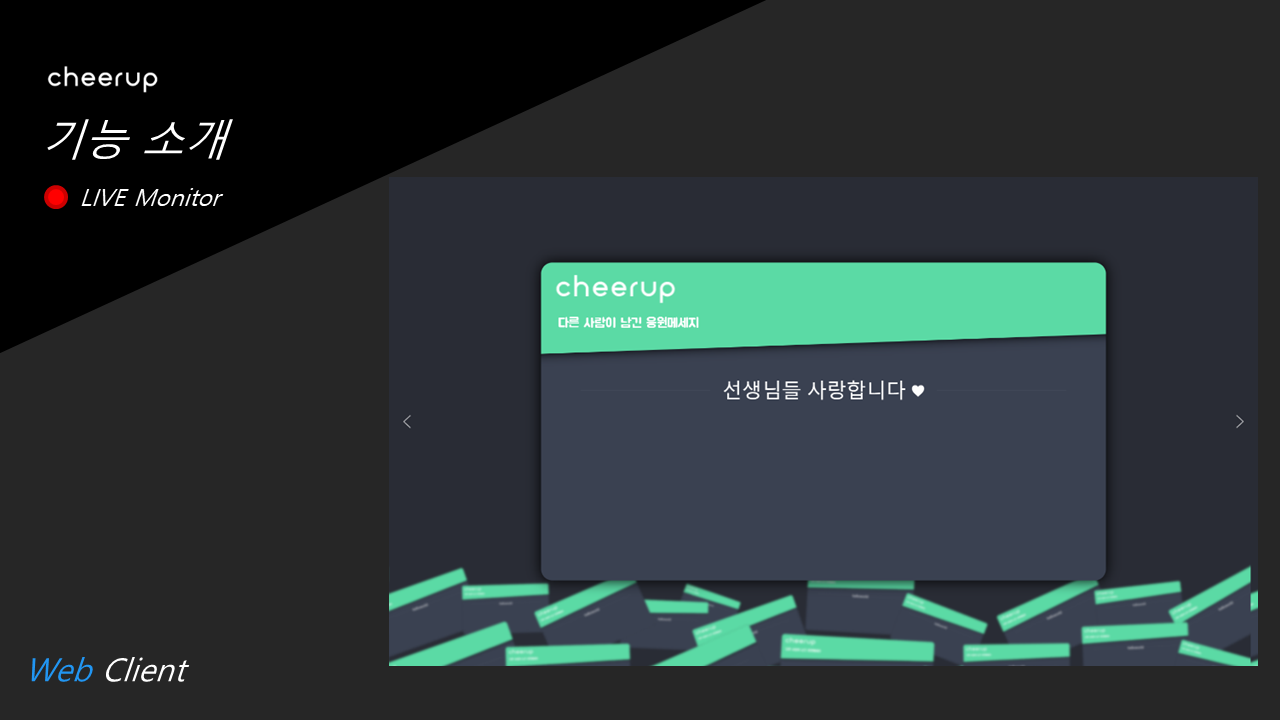 cheerup
기능 소개
LIVE Monitor
cheerup
다른 사람이 남긴 응원메세지
선생님들 사랑합니다 ♥
Web Client